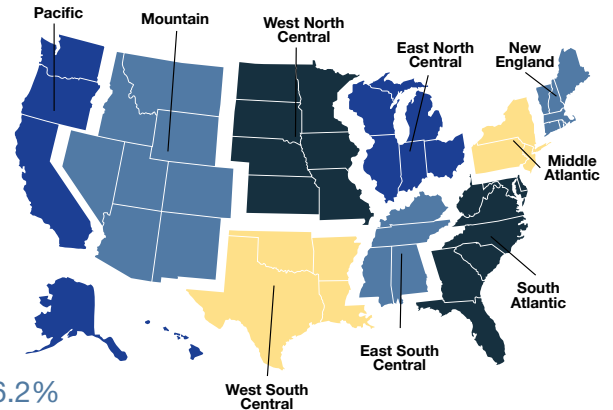 Pacific
Mountain
West North
Central
East North
Central
New
England
Middle
Atlantic
South
Atlantic
East South
Central
West South
Central
6.2%